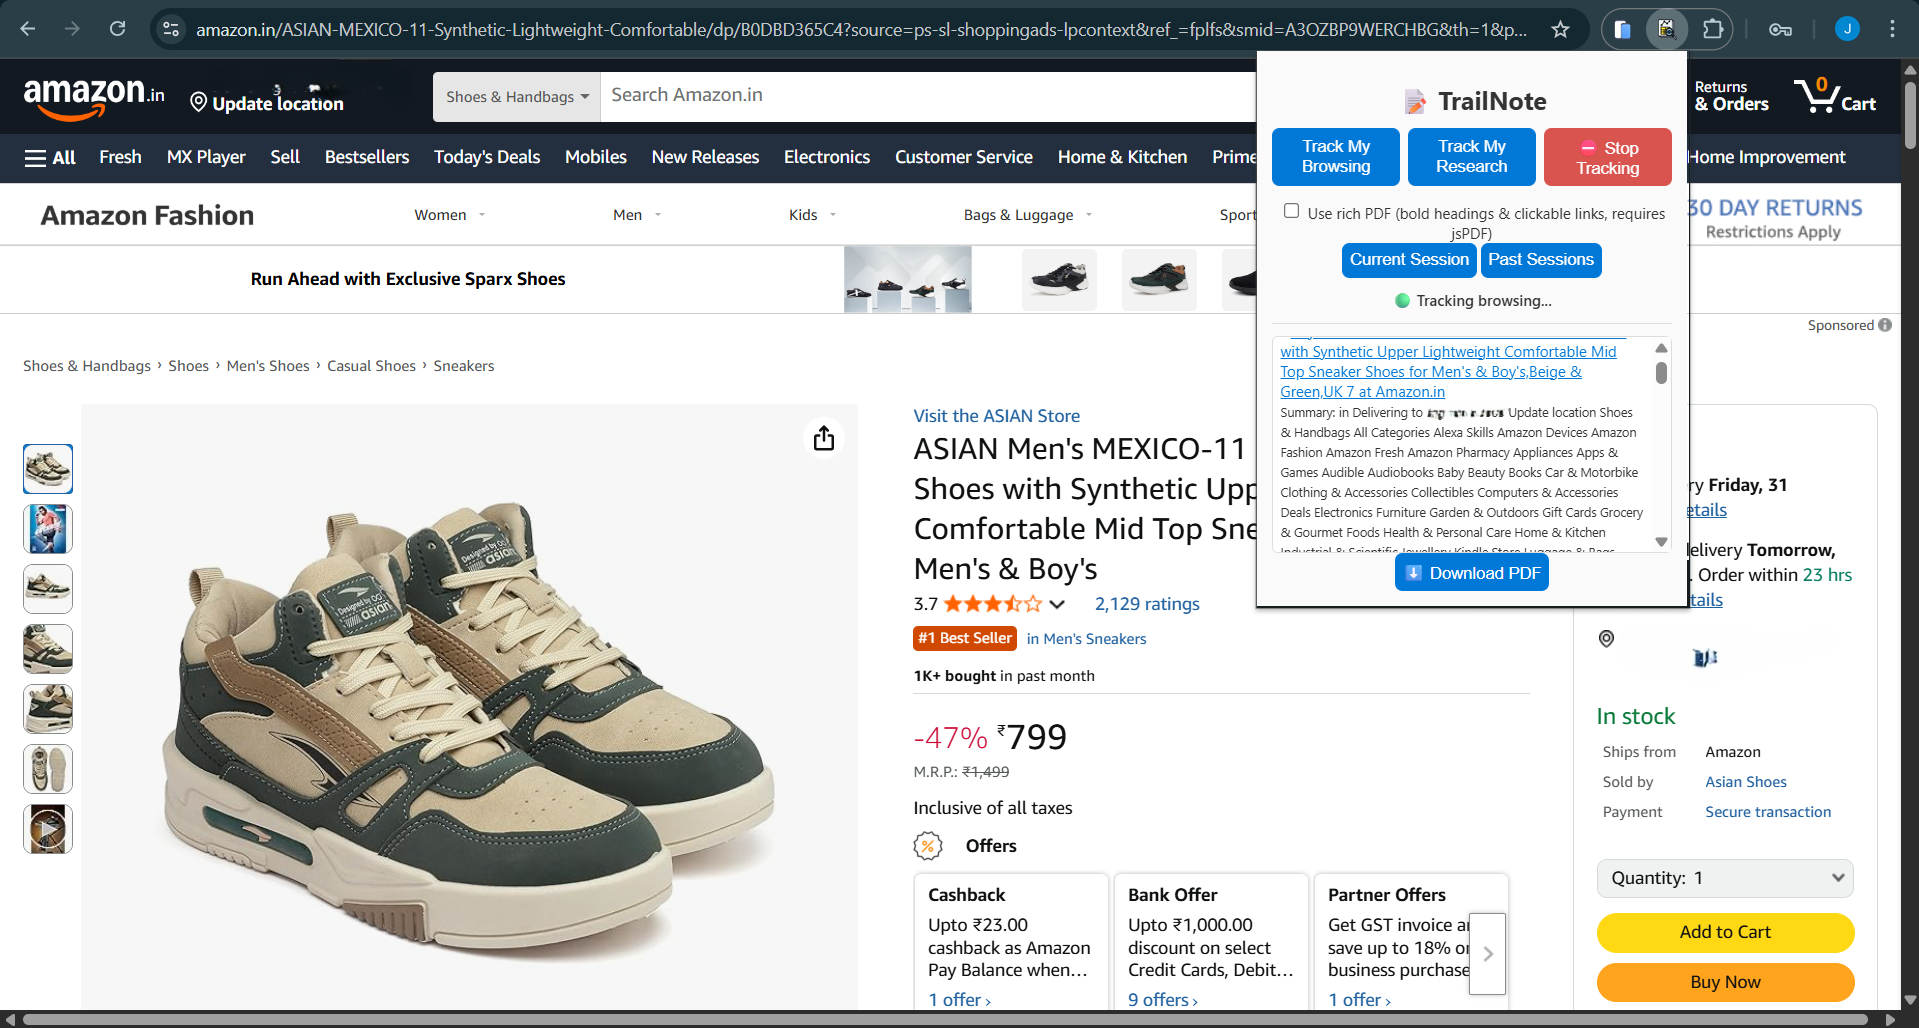 amazon.in/ASIAN-MEXICO-11-Synthetic-Lightweight-Comfortable/dp/B0DBD365C4?source=ps-sl-shoppingads-lpcontext&ref_=fplfs&smid=A3OZBP9WERCHBG&th=1&p...
J
amazon.in
Update location
Shoes & Handbags
Search Amazon.in
Returns
& Orders
0
Cart
All
Fresh
MX Player
Sell
Bestsellers
Today's Deals
Mobiles
New Releases
Electronics
Customer Service
Home & Kitchen
Prime
Home Improvement
Amazon Fashion
Women
Men
Kids
Bags & Luggage
Sport
30 DAY RETURNS
Restrictions Apply
Run Ahead with Exclusive Sparx Shoes
Sponsored
TrailNote
Track My
Browsing
Track My
Research
Stop
Tracking
Use rich PDF (bold headings & clickable links, requires
jsPDF)
Current Session
Past Sessions
Tracking browsing...
with Synthetic Upper Lightweight Comfortable Mid
Top Sneaker Shoes for Men's & Boy's,Beige &
Green,UK 7 at Amazon.in
Summary: in Delivering to Update location Shoes
& Handbags All Categories Alexa Skills Amazon Devices Amazon
Fashion Amazon Fresh Amazon Pharmacy Appliances Apps &
Games Audible Audiobooks Baby Beauty Books Car & Motorbike
Clothing & Accessories Collectibles Computers & Accessories
Deals Electronics Furniture Garden & Outdoors Gift Cards Grocery
& Gourmet Foods Health & Personal Care Home & Kitchen
Industrial & Scientific Jewellery Kindle Store Luggage & Bags
Download PDF
Shoes & Handbags › Shoes › Men's Shoes › Casual Shoes › Sneakers
Designed by
asian
Designed by
asian
Visit the ASIAN Store
ASIAN Men's MEXICO-11
Shoes with Synthetic Upp
Comfortable Mid Top Sne
Men's & Boy's
3.7
2,129 ratings
#1 Best Seller
in Men's Sneakers
1K+ bought in past month
-47% ₹799
M.R.P.: ₹1,499
Inclusive of all taxes
Offers
Cashback
Upto ₹23.00
cashback as Amazon
Pay Balance when...
1 offer ›
Bank Offer
Upto ₹1,000.00
discount on select
Credit Cards, Debit...
9 offers ›
Partner Offers
Get GST invoice a
save up to 18% o
business purchase
1 offer ›
ry Friday, 31
etails
elivery Tomorrow,
. Order within 23 hrs
tails
In stock
Ships from Amazon
Sold by Asian Shoes
Payment Secure transaction
Quantity: 1
Add to Cart
Buy Now